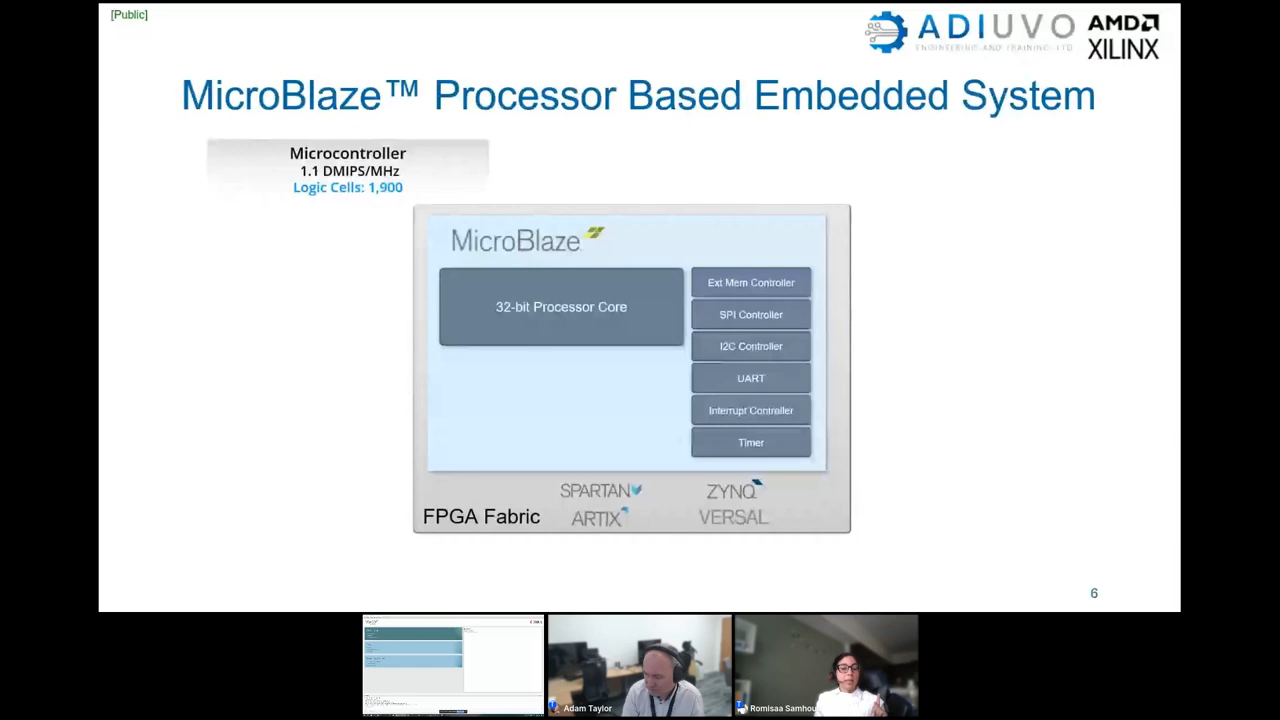 [Public]
ADIUVO
ENGINEERING AND TRAINING, LTD.
AMD
XILINX
MicroBlaze™ Processor Based Embedded System
Microcontroller
1.1 DMIPS/MHz
Logic Cells: 1,900
MicroBlaze
32-bit Processor Core
Ext Mem Controller
SPI Controller
I2C Controller
UART
Interrupt Controller
Timer
SPARTAN
ZYNQ
FPGA Fabric
ARTIX
VERSAL
6
Adam Taylor
Romisaa Samhou